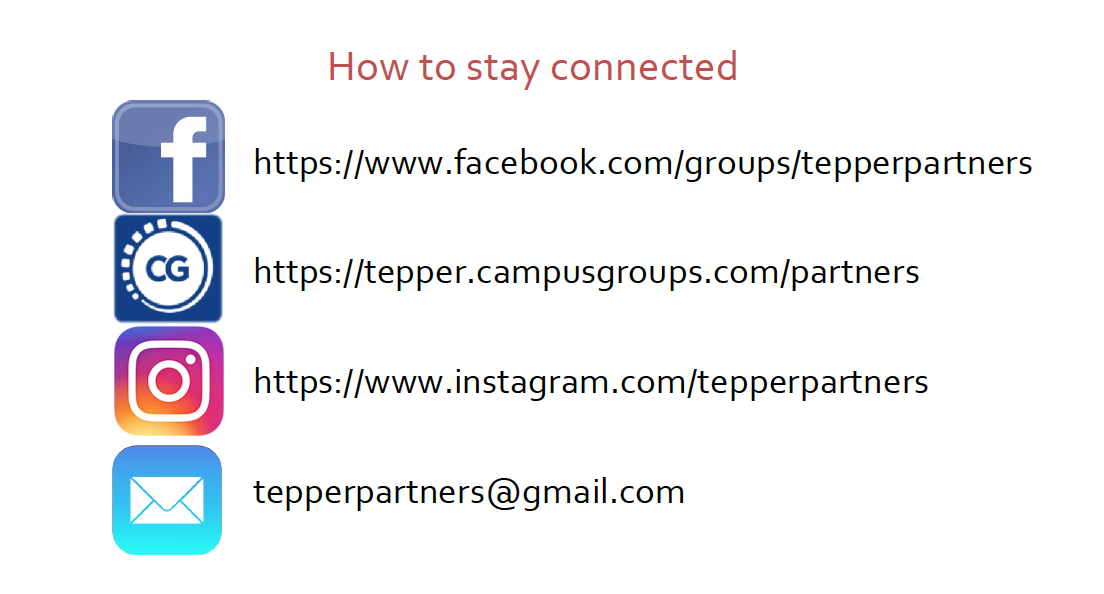 How to stay connected
f
https://www.facebook.com/groups/tepperpartners
CG
https://tepper.campusgroups.com/partners
https://www.instagram.com/tepperpartners
tepperpartners@gmail.com